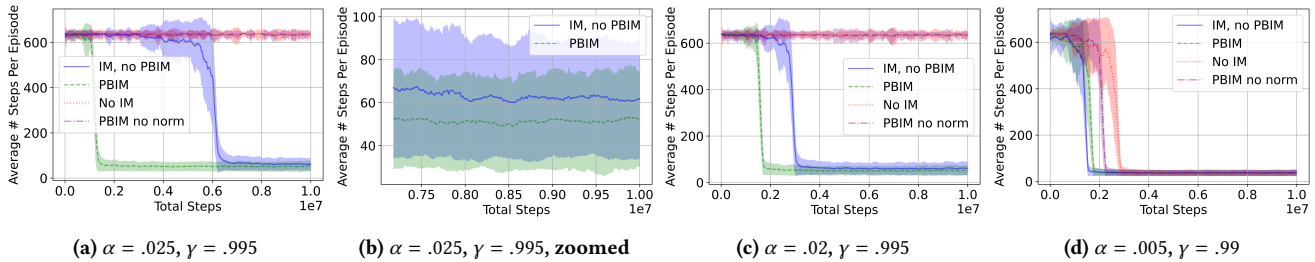 Average # Steps Per Episode
600
400
200
0
IM, no PBIM
PBIM
No IM
PBIM no norm
0.0 0.2 0.4 0.6 0.8 1.0
Total Steps 1e7
(a) α = .025, γ = .995
Average # Steps Per Episode
100
80
60
40
IM, no PBIM
PBIM
0.75 0.80 0.85 0.90 0.95 1.00
Total Steps 1e7
(b) α = .025, γ = .995, zoomed
Average # Steps Per Episode
600
400
200
0
IM, no PBIM
PBIM
No IM
PBIM no norm
0.0 0.2 0.4 0.6 0.8 1.0
Total Steps 1e7
(c) α = .02, γ = .995
Average # Steps Per Episode
600
400
200
0
IM, no PBIM
PBIM
No IM
PBIM no norm
0.0 0.2 0.4 0.6 0.8 1.0
Total Steps 1e7
(d) α = .005, γ = .99